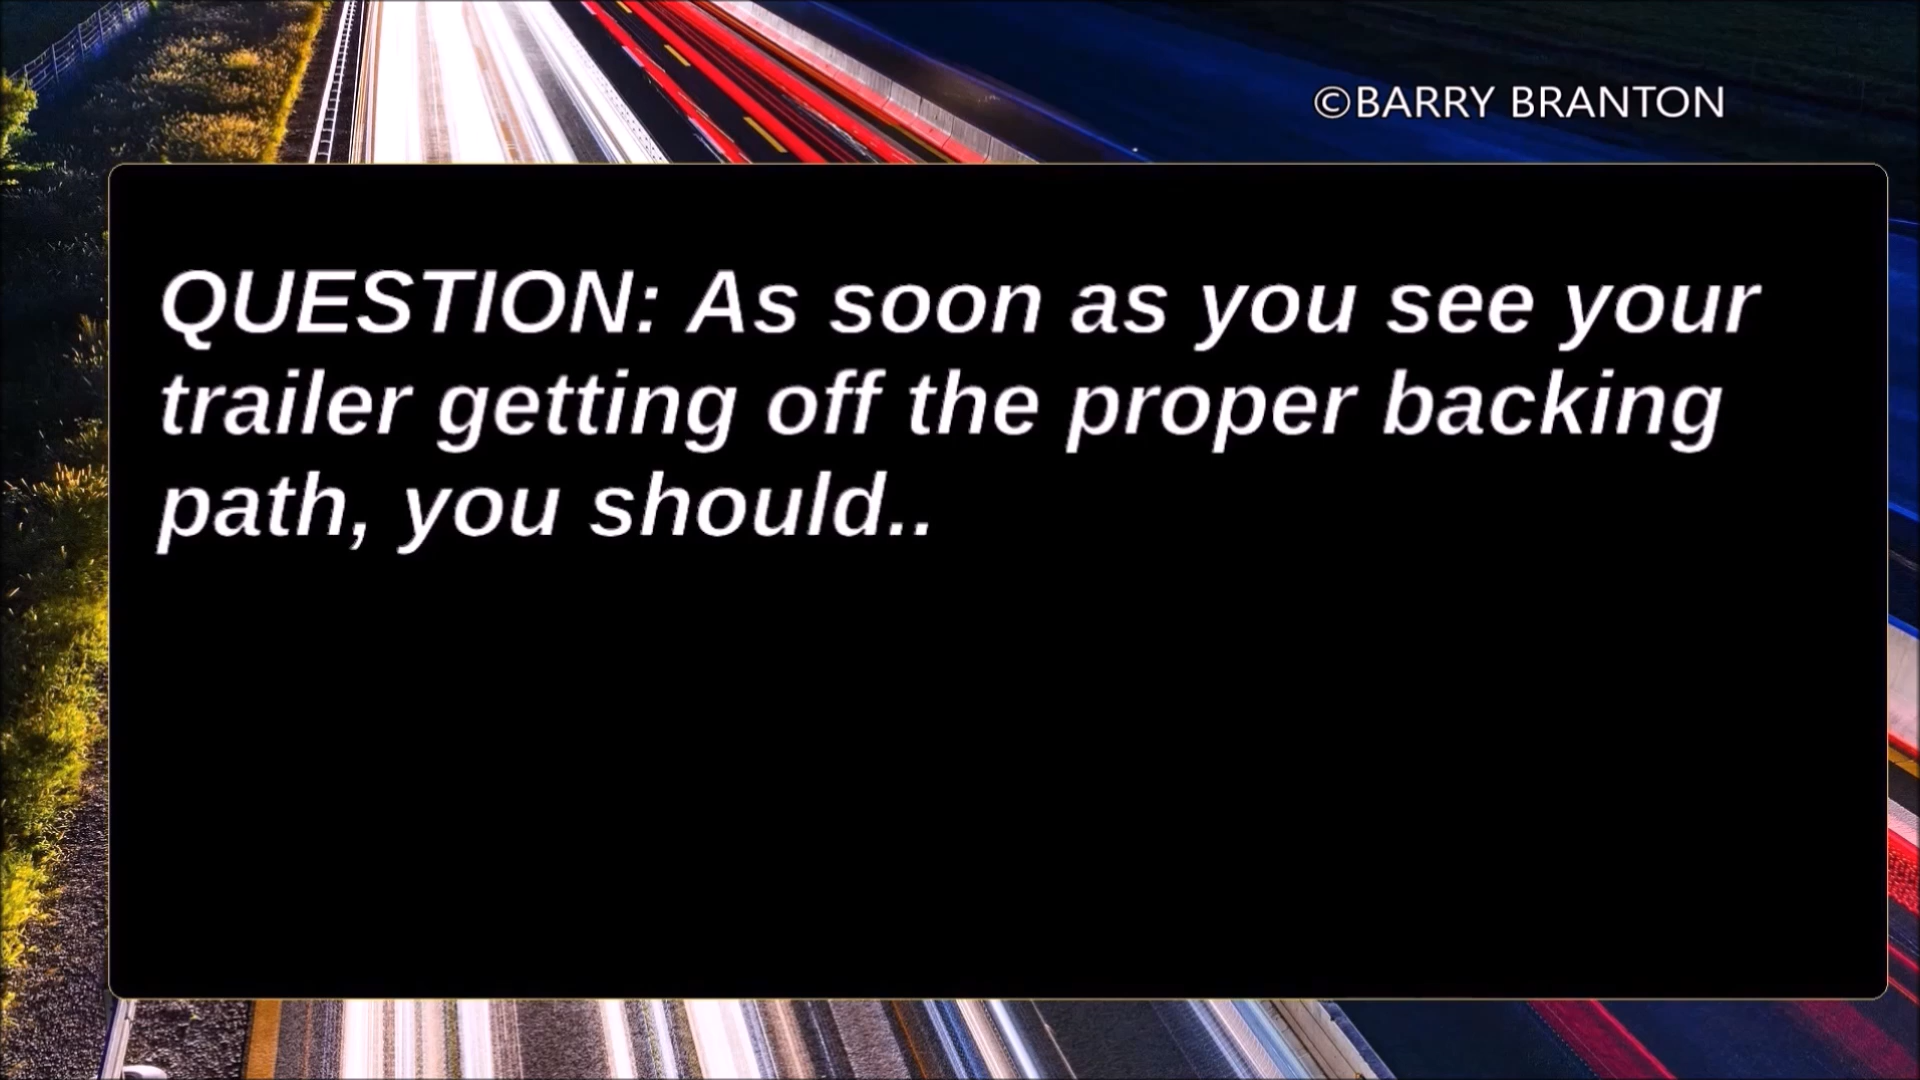 ©BARRY BRANTON
QUESTION: As soon as you see your
trailer getting off the proper backing
path, you should..